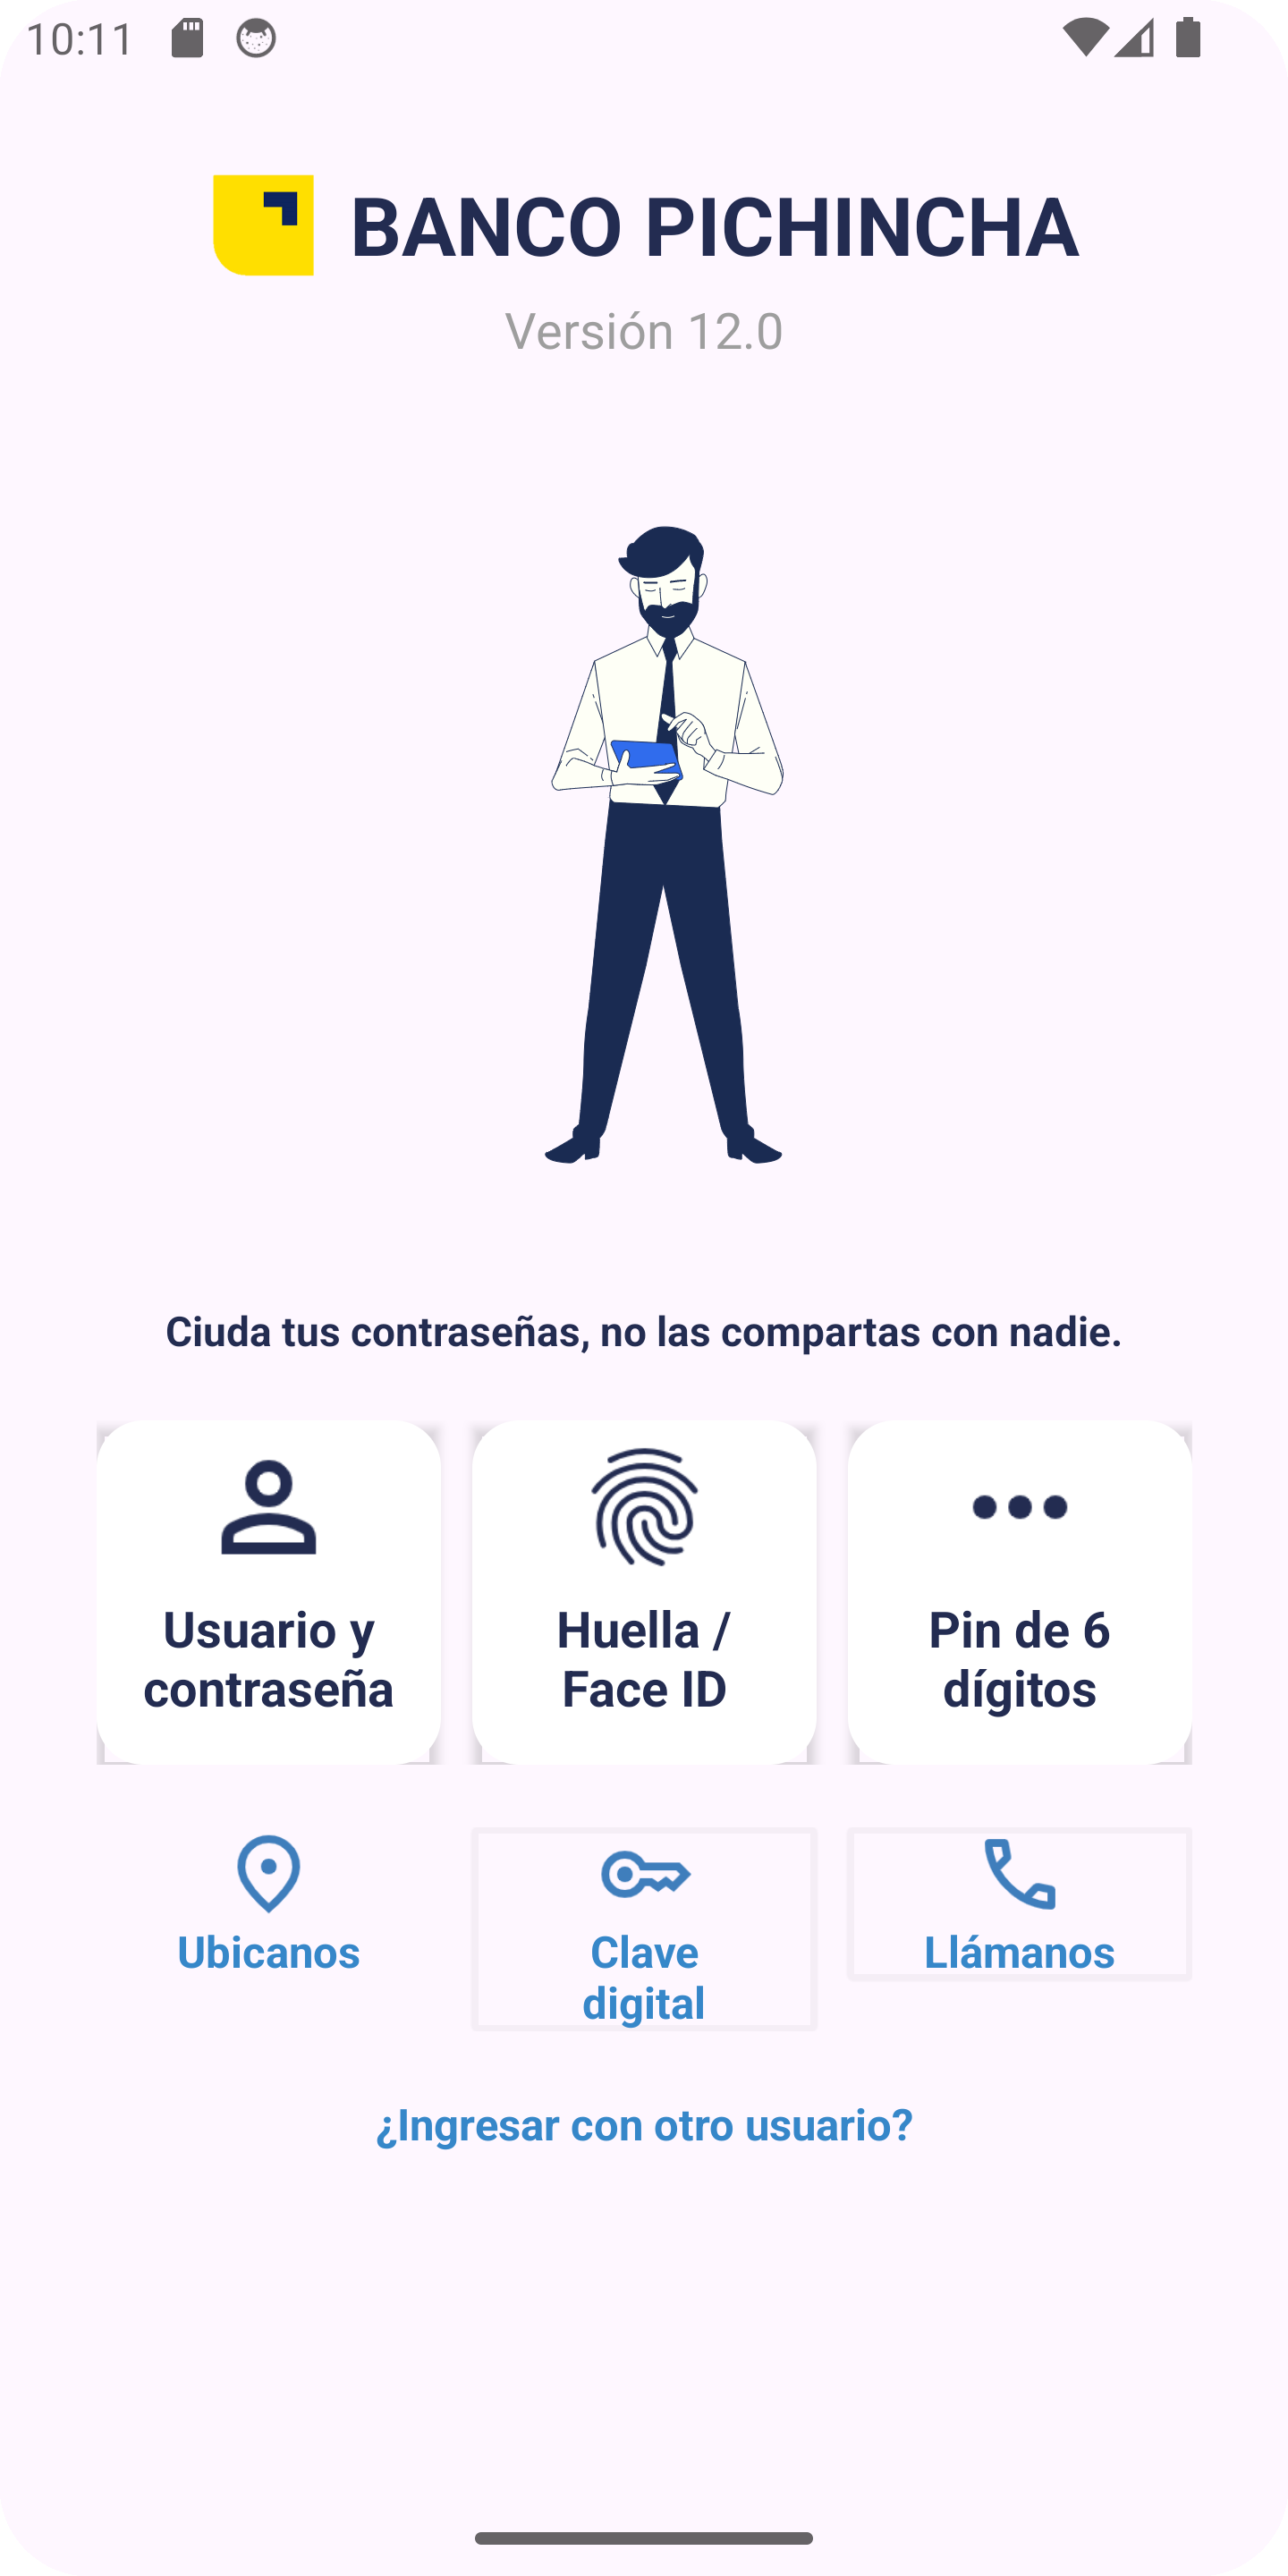 10:11
BANCO PICHINCHA
Versión 12.0
Ciuda tus contraseñas, no las compartas con nadie.
Usuario y
contraseña
Huella /
Face ID
Pin de 6
dígitos
Ubicanos
Clave
digital
Llámanos
¿Ingresar con otro usuario?